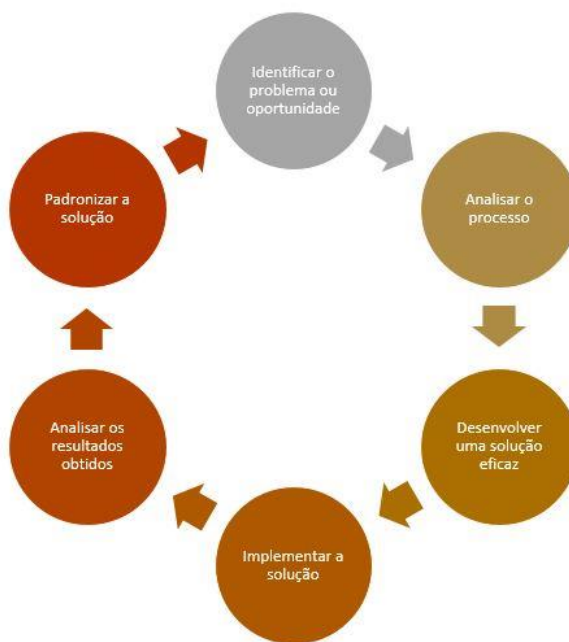 Identificar o
problema ou
oportunidade
Analisar o
processo
Desenvolver
uma solução
eficaz
Implementar a
solução
Analisar os
resultados
obtidos
Padronizar a
solução